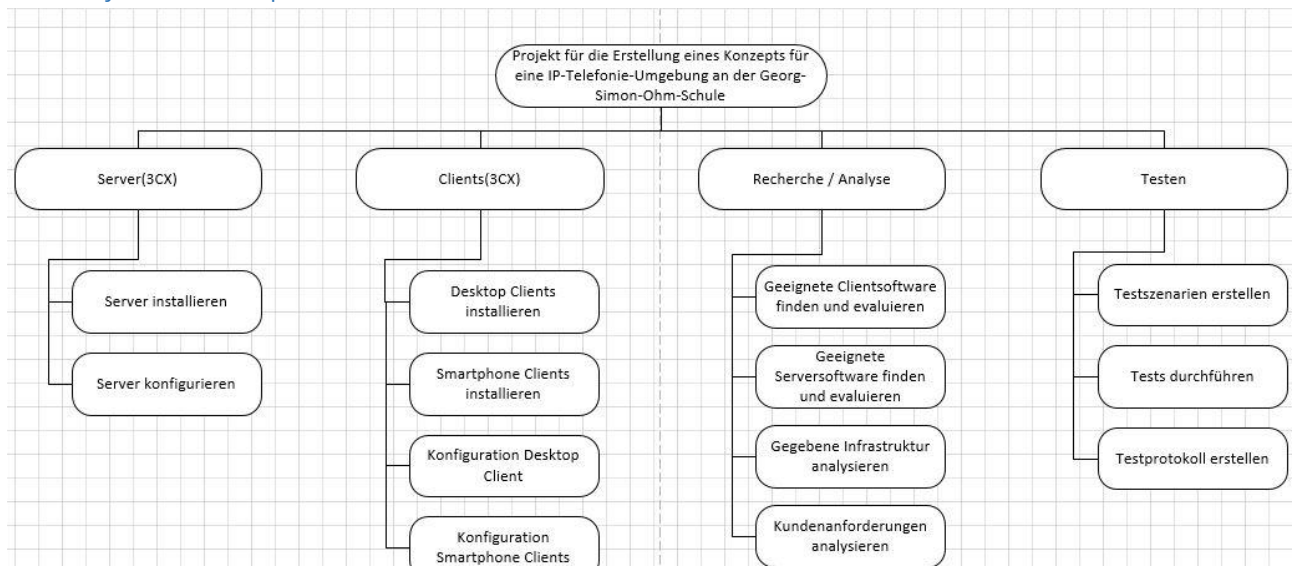 Projekt für die Erstellung eines Konzepts für
eine IP-Telefonie-Umgebung an der Georg-
Simon-Ohm-Schule
Server(3CX)
Clients(3CX)
Recherche / Analyse
Testen
Server installieren
Server konfigurieren
Desktop Clients
installieren
Smartphone Clients
installieren
Konfiguration Desktop
Client
Konfiguration
Smartphone Clients
Geeignete Clientsoftware
finden und evaluieren
Geeignete
Serversoftware finden
und evaluieren
Gegebene Infrastruktur
analysieren
Kundenanforderungen
analysieren
Testszenarien erstellen
Tests durchführen
Testprotokoll erstellen